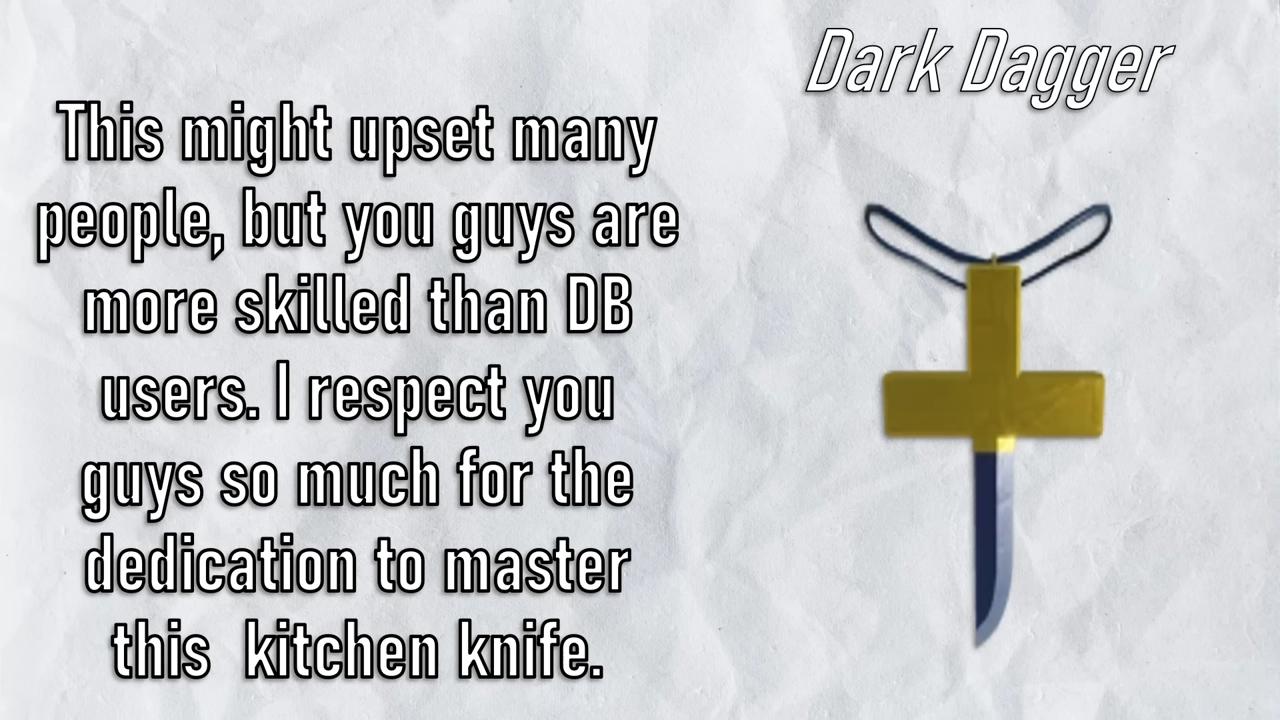 Dark Dagger
This might upset many
people, but you guys are
more skilled than DB
users. I respect you
guys so much for the
dedication to master
this  kitchen knife.